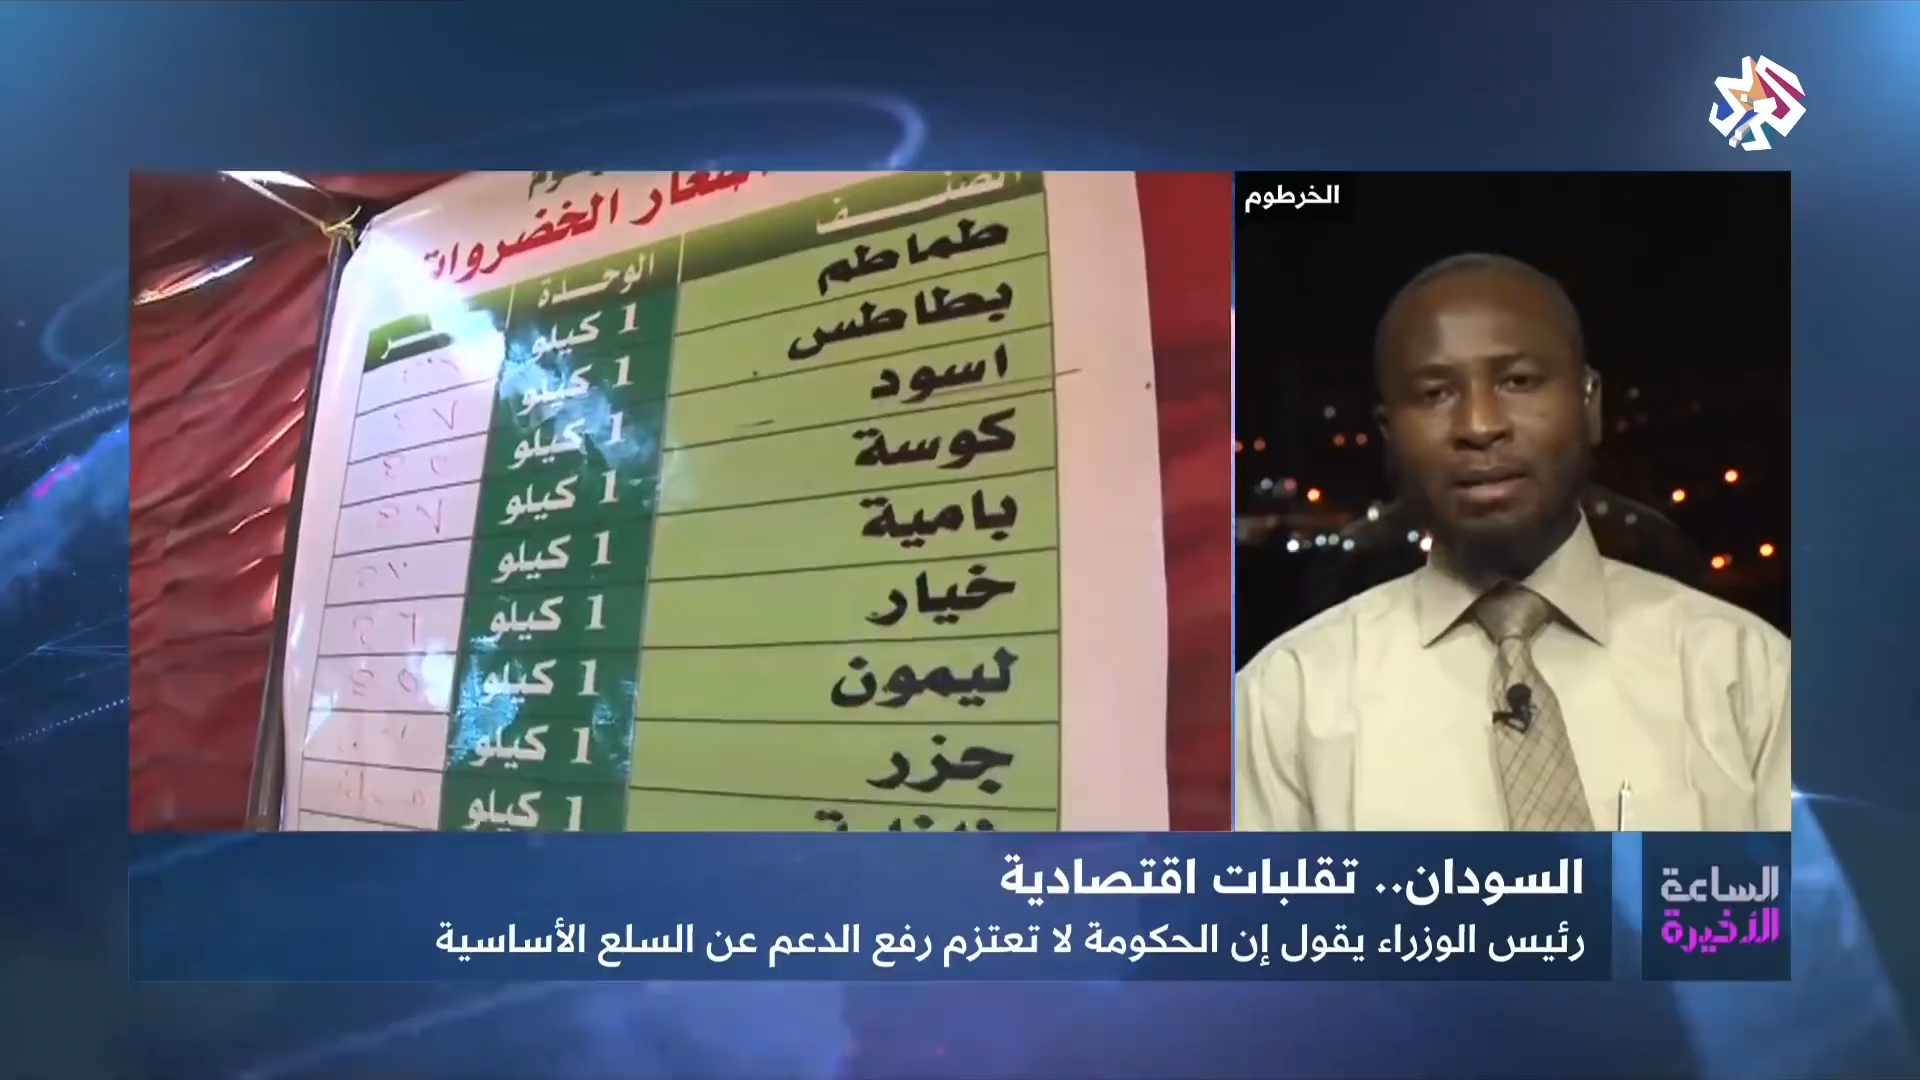 الخرطوم
أسعار الخضروات
الصنف
الوحدة
طماطم
1 كيلو
بطاطس
1 كيلو
اسود
1 كيلو
كوسة
1 كيلو
بامية
1 كيلو
خيار
1 كيلو
ليمون
1 كيلو
جزر
1 كيلو
1 كيلو
السودان.. تقلبات اقتصادية
رئيس الوزراء يقول إن الحكومة لا تعتزم رفع الدعم عن السلع الأساسية
الساعة
الأخيرة